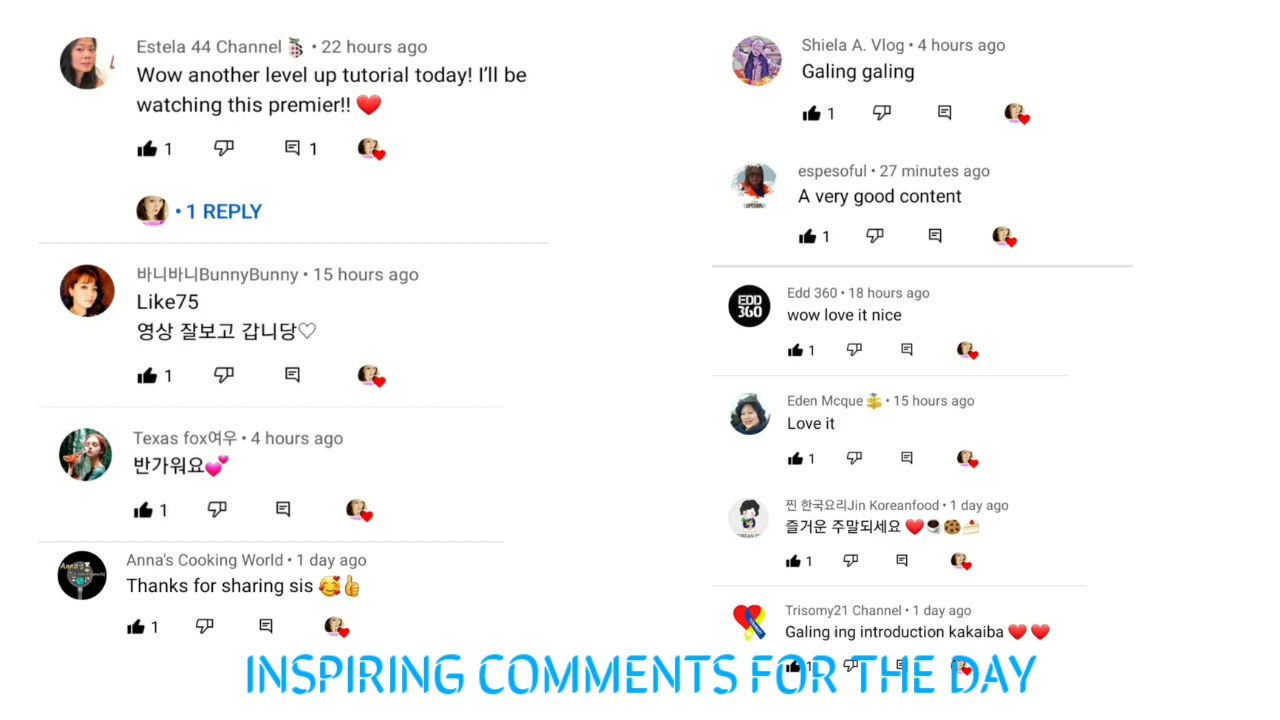 Estela 44 Channel • 22 hours ago
Wow another level up tutorial today! I'll be
watching this premier!! ❤️
1
1
• 1 REPLY
바니바니BunnyBunny • 15 hours ago
Like75
영상 잘보고 갑니당♡
1
Texas fox여우 • 4 hours ago
반가워요💕
1
Anna's Cooking World • 1 day ago
Thanks for sharing sis 🥰👍
1
Shiela A. Vlog • 4 hours ago
Galing galing
1
espesoful • 27 minutes ago
A very good content
1
EDD
360
Edd 360 • 18 hours ago
wow love it nice
1
Eden Mcque • 15 hours ago
Love it
1
찐 한국요리Jin Koreanfood • 1 day ago
즐거운 주말되세요 ❤️☕🍪🍰
1
Trisomy21 Channel • 1 day ago
Galing ing introduction kakaiba ❤️ ❤️
1
INSPIRING COMMENTS FOR THE DAY